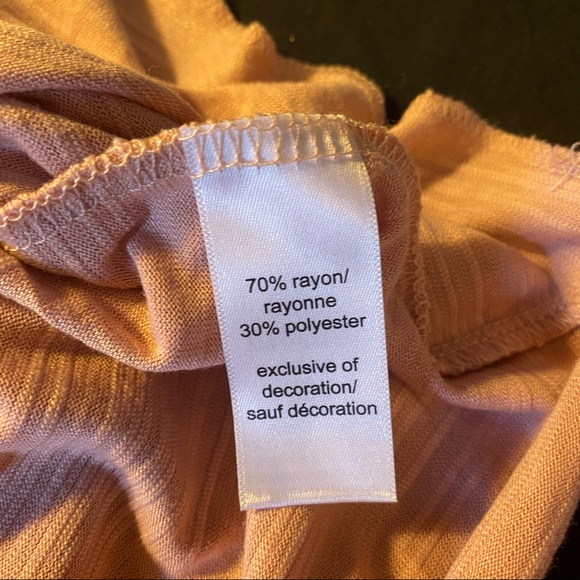 70% rayon/
rayonne
30% polyester
exclusive of
decoration/
sauf décoration